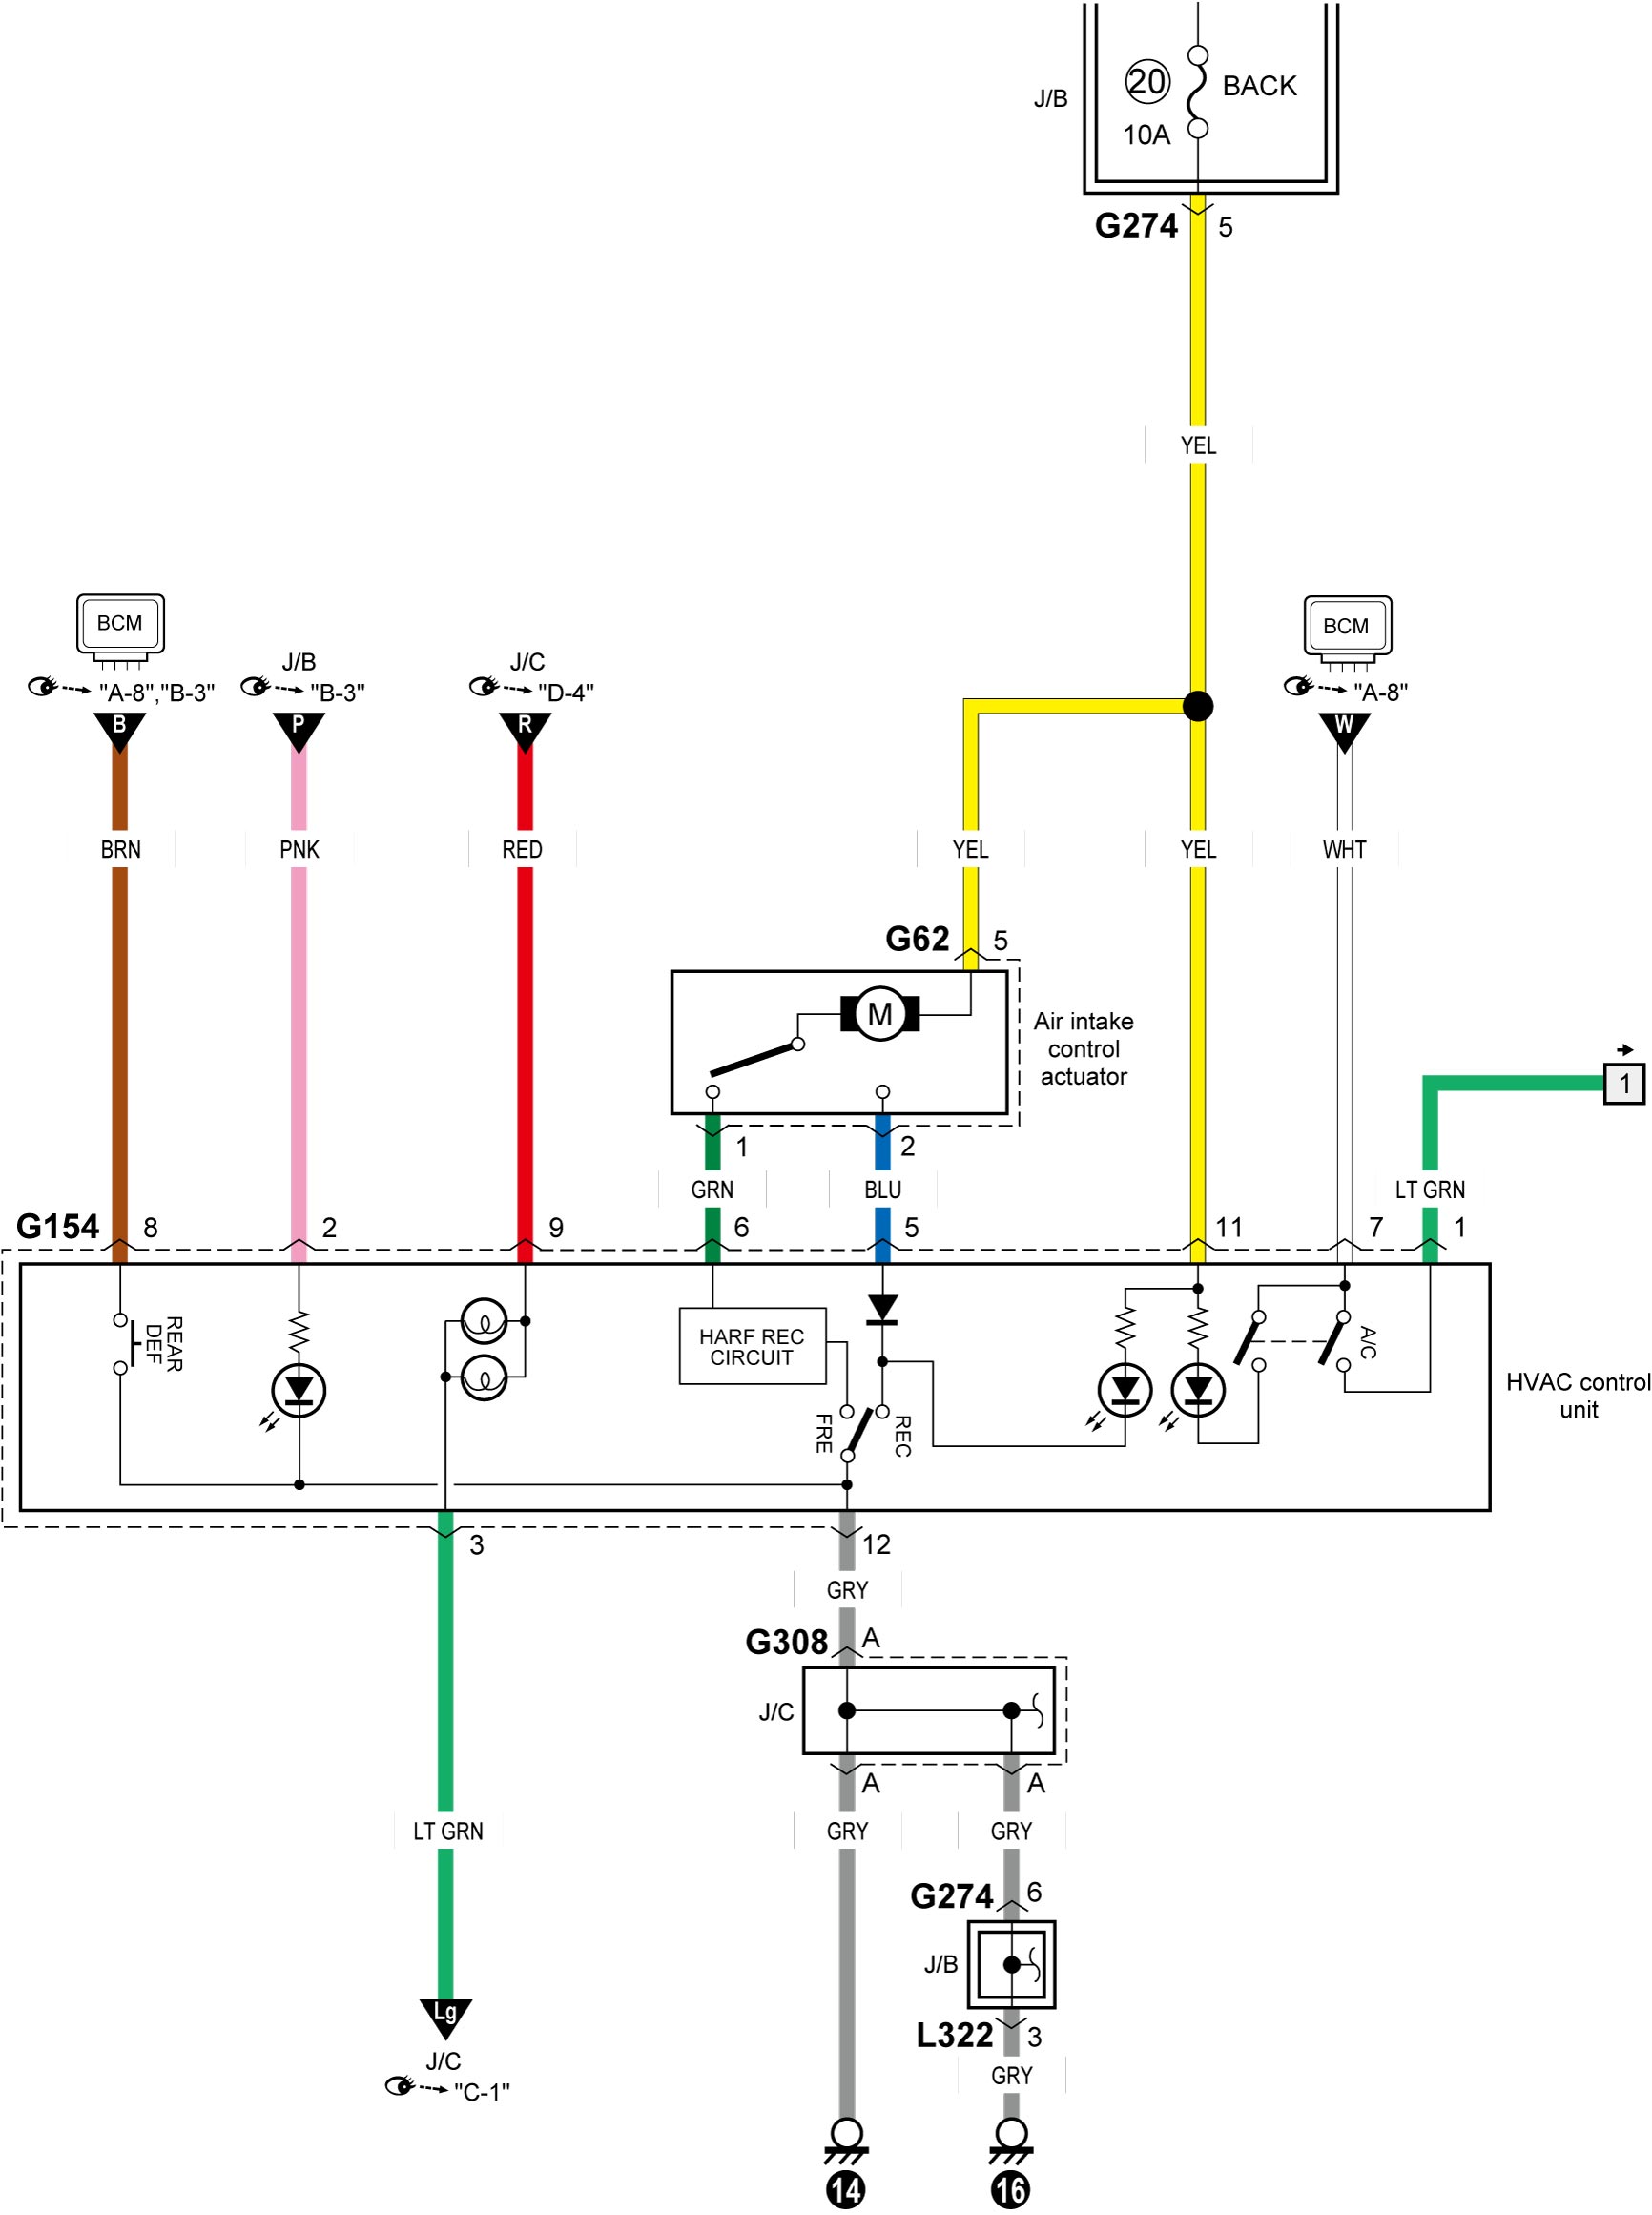 J/B
20
10A
BACK
G274
5
YEL
BCM
"A-8","B-3"
B
J/B
"B-3"
P
J/C
"D-4"
R
BCM
"A-8"
W
BRN
PNK
RED
YEL
YEL
WHT
G62
5
M
Air intake
control
actuator
1
2
1
GRN
BLU
LT GRN
G154
8
2
9
6
5
11
7
1
REAR
DEF
HARF REC
CIRCUIT
FRE
REC
A/C
HVAC control
unit
3
12
GRY
G308
A
J/C
A
A
LT GRN
GRY
GRY
G274
6
J/B
L322
3
GRY
Lg
J/C
"C-1"
14
16